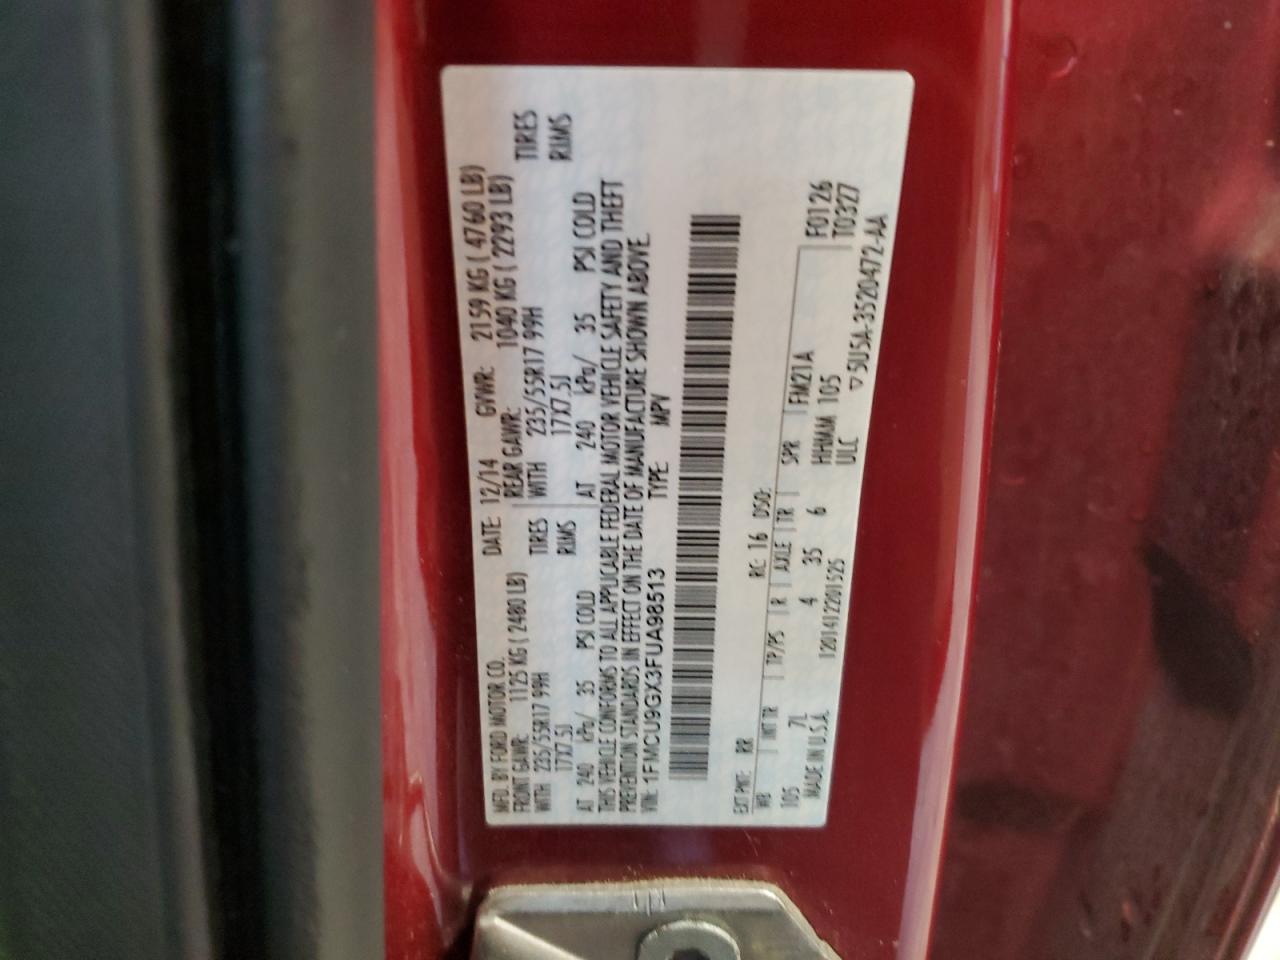 MFD. BY FORD MOTOR CO.
DATE: 12/14 GVWR: 2159 KG ( 4760 LB)
FRONT GAWR: 1125 KG ( 2480 LB)
REAR GAWR: 1040 KG ( 2293 LB)
WITH 235/55R17 99H TIRES
WITH 235/55R17 99H TIRES
17X7.5J RIMS
17X7.5J RIMS
AT 240 kPa/ 35 PSI COLD
AT 240 kPa/ 35 PSI COLD
THIS VEHICLE CONFORMS TO ALL APPLICABLE FEDERAL MOTOR VEHICLE SAFETY AND THEFT
PREVENTION STANDARDS IN EFFECT ON THE DATE OF MANUFACTURE SHOWN ABOVE.
VIN: 1FMCU9GX3FUA98513 TYPE: MPV
EXT PNT: RR RC: 16 DSO: F0126
WB INT TR TP/PS R AXLE TR SPR FM21A T0327
105 7L 4 35 6 HHMMM 105
MADE IN U.S.A. 1201412201525 ULC ▽5U5A-3520472-AA